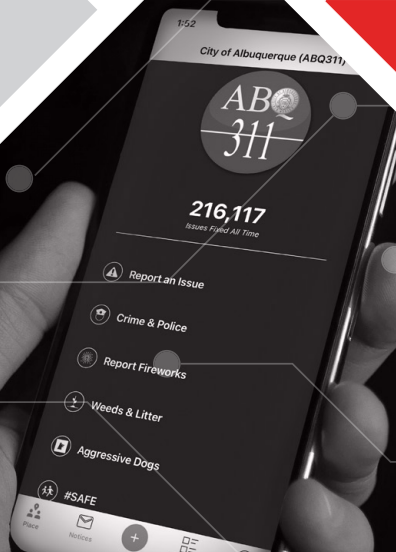 1:52
City of Albuquerque (ABQ311)
ABQ
311
216,117
Issues Fixed All Time
Report an Issue
Crime & Police
Report Fireworks
Weeds & Litter
Aggressive Dogs
#SAFE
Place
Notices